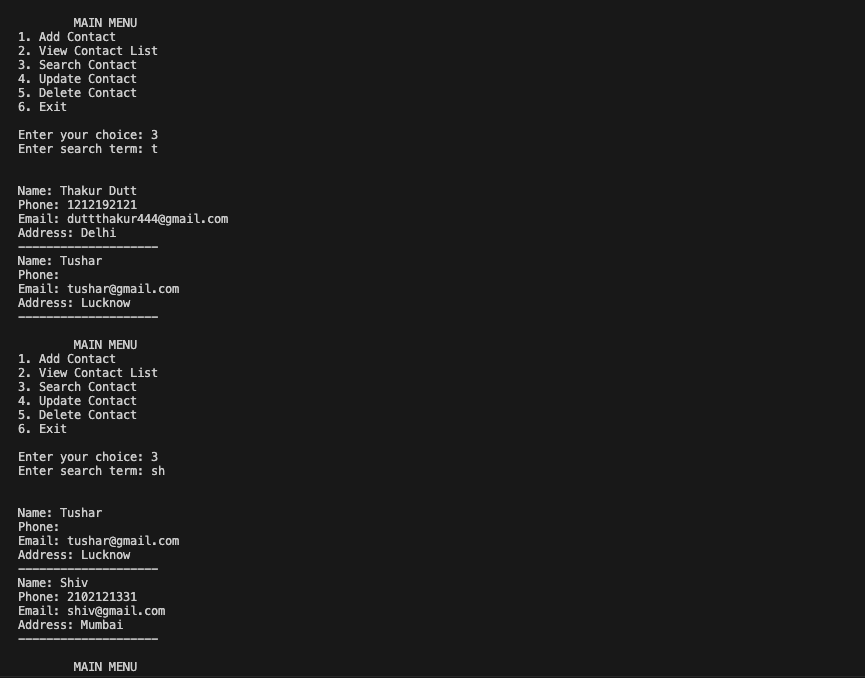 MAIN MENU
1. Add Contact
2. View Contact List
3. Search Contact
4. Update Contact
5. Delete Contact
6. Exit
Enter your choice: 3
Enter search term: t
Name: Thakur Dutt
Phone: 1212192121
Email: duttthakur444@gmail.com
Address: Delhi
--------------------
Name: Tushar
Phone:
Email: tushar@gmail.com
Address: Lucknow
--------------------
MAIN MENU
1. Add Contact
2. View Contact List
3. Search Contact
4. Update Contact
5. Delete Contact
6. Exit
Enter your choice: 3
Enter search term: sh
Name: Tushar
Phone:
Email: tushar@gmail.com
Address: Lucknow
--------------------
Name: Shiv
Phone: 2102121331
Email: shiv@gmail.com
Address: Mumbai
--------------------
MAIN MENU